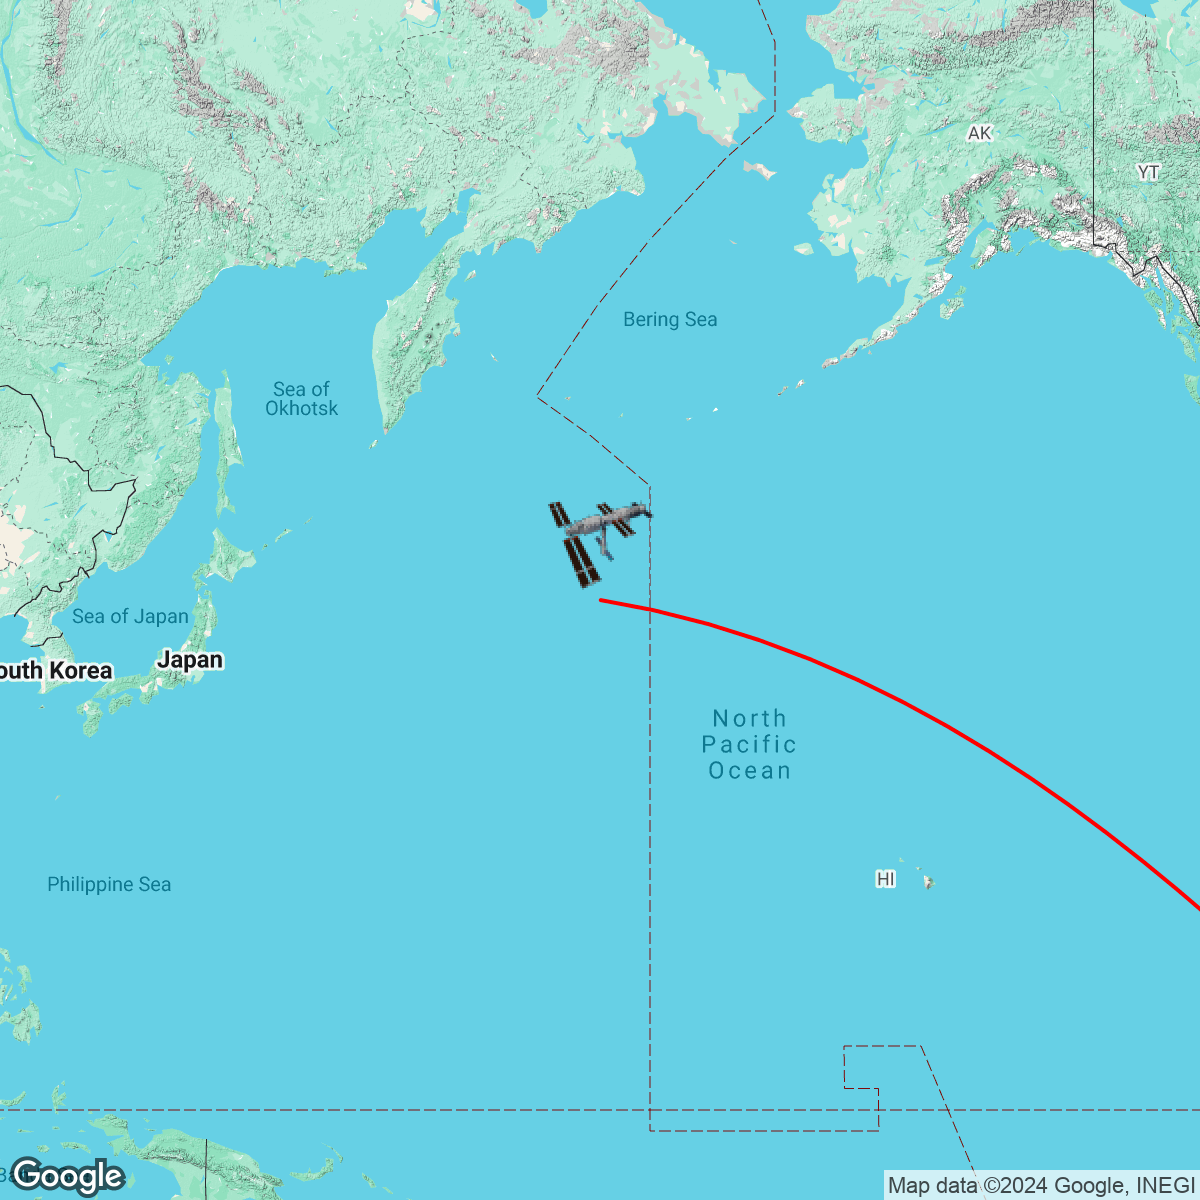 AK
YT
Bering Sea
Sea of
Okhotsk
Sea of Japan
Japan
outh Korea
North
Pacific
Ocean
HI
Philippine Sea
Google
Map data ©2024 Google, INEGI